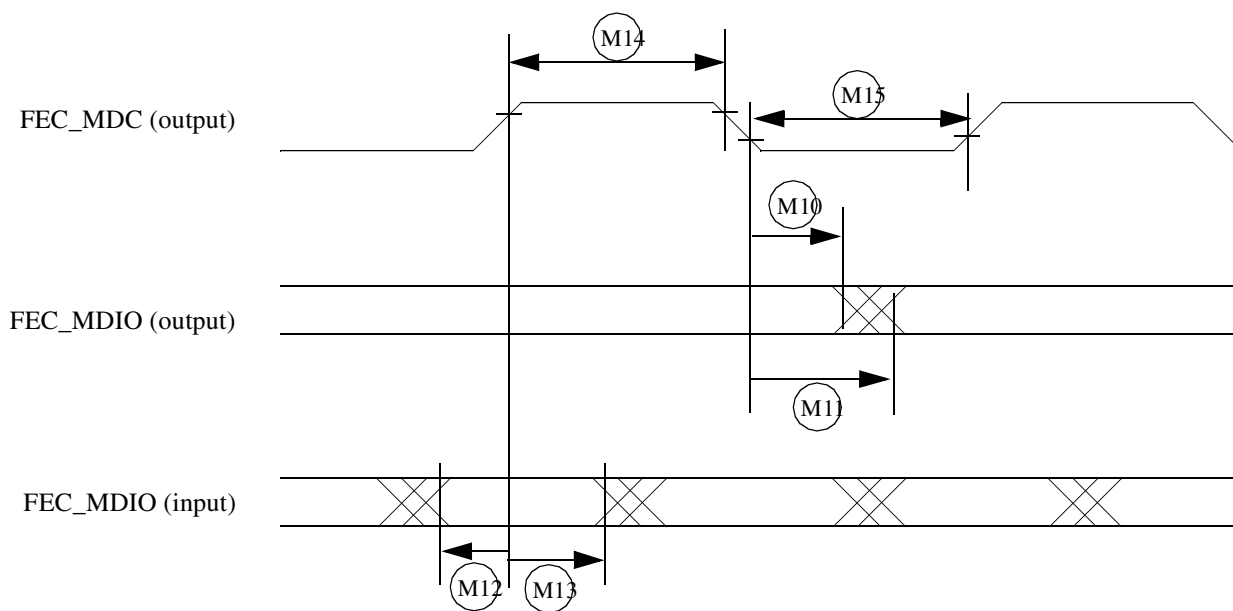 M14
FEC_MDC (output)
M15
M10
FEC_MDIO (output)
M11
FEC_MDIO (input)
M12
M13